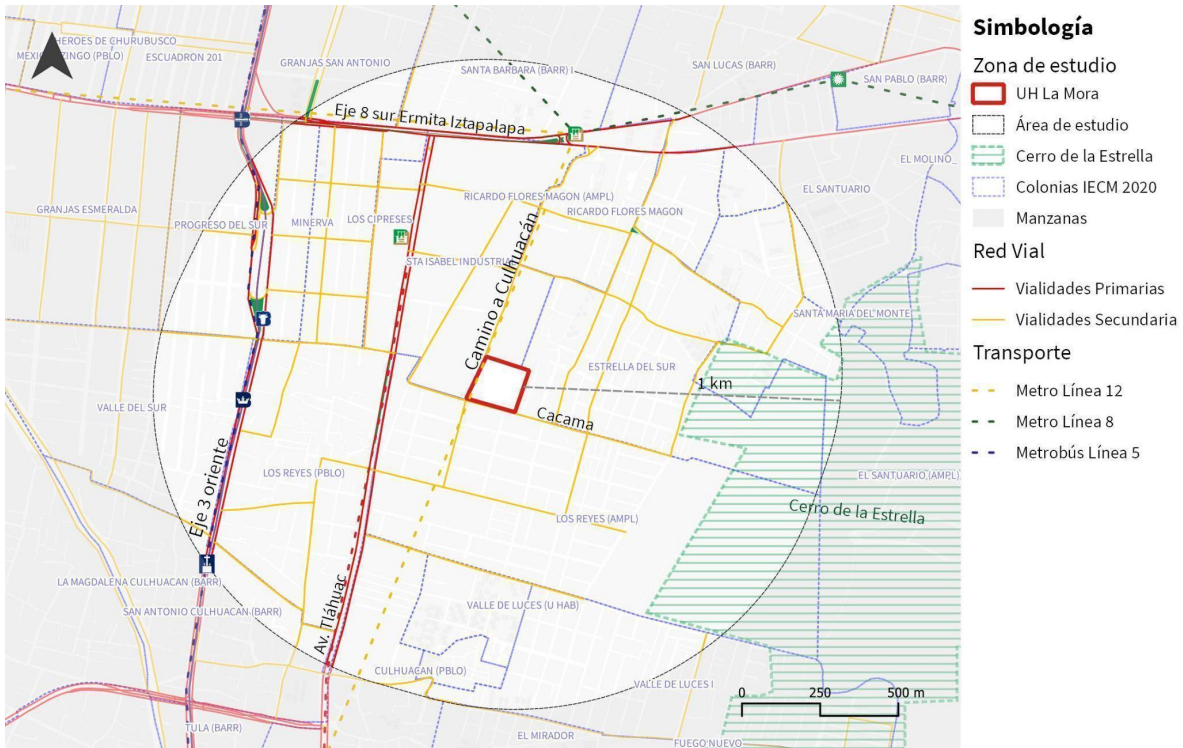 HEROES DE CHURUBUSCO
ESCUADRON 201
GRANJAS SAN ANTONIO
SANTA BARBARA (BARR) I
SAN LUCAS (BARR)
SAN PABLO (BARR)
Eje 8 sur Ermita Iztapalapa
EL MOLINO
EL SANTUARIO
GRANJAS ESMERALDA
PROGRESO DEL SUR
MINERVA
LOS CIPRESES
RICARDO FLORES MAGON (AMPL)
RICARDO FLORES MAGON
STA ISABEL INDUSTRIAL
Camino a Culhuacán
SANTA MARIA DEL MONTE
ESTRELLA DEL SUR
1 km
VALLE DEL SUR
Cacama
Eje 3 oriente
LOS REYES (PBLO)
EL SANTUARIO (AMPL)
Cerro de la Estrella
LOS REYES (AMPL)
LA MAGDALENA CULHUACAN (BARR)
SAN ANTONIO CULHUACAN (BARR)
VALLE DE LUCES (U HAB)
Av. Tláhuac
CULHUACAN (PBLO)
VALLE DE LUCES I
0 250 500 m
TULA (BARR)
EL MIRADOR
FUEGO NUEVO
Simbología
Zona de estudio
UH La Mora
Área de estudio
Cerro de la Estrella
Colonias IECM 2020
Manzanas
Red Vial
Vialidades Primarias
Vialidades Secundaria
Transporte
Metro Línea 12
Metro Línea 8
Metrobús Línea 5